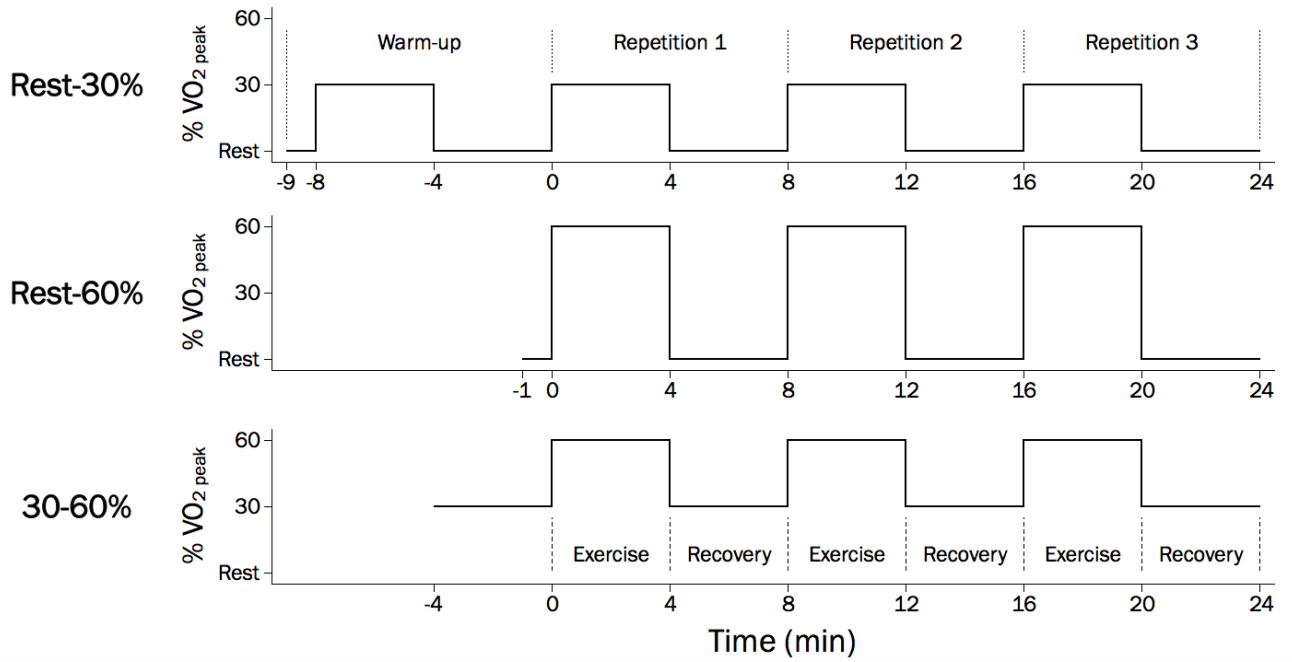 60
Warm-up Repetition 1 Repetition 2 Repetition 3
Rest-30%
% VO2 peak
30
Rest
-9 -8 -4 0 4 8 12 16 20 24
60
Rest-60%
% VO2 peak
30
Rest
-1 0 4 8 12 16 20 24
60
30-60%
% VO2 peak
30
Exercise Recovery Exercise Recovery Exercise Recovery
Rest
-4 0 4 8 12 16 20 24
Time (min)